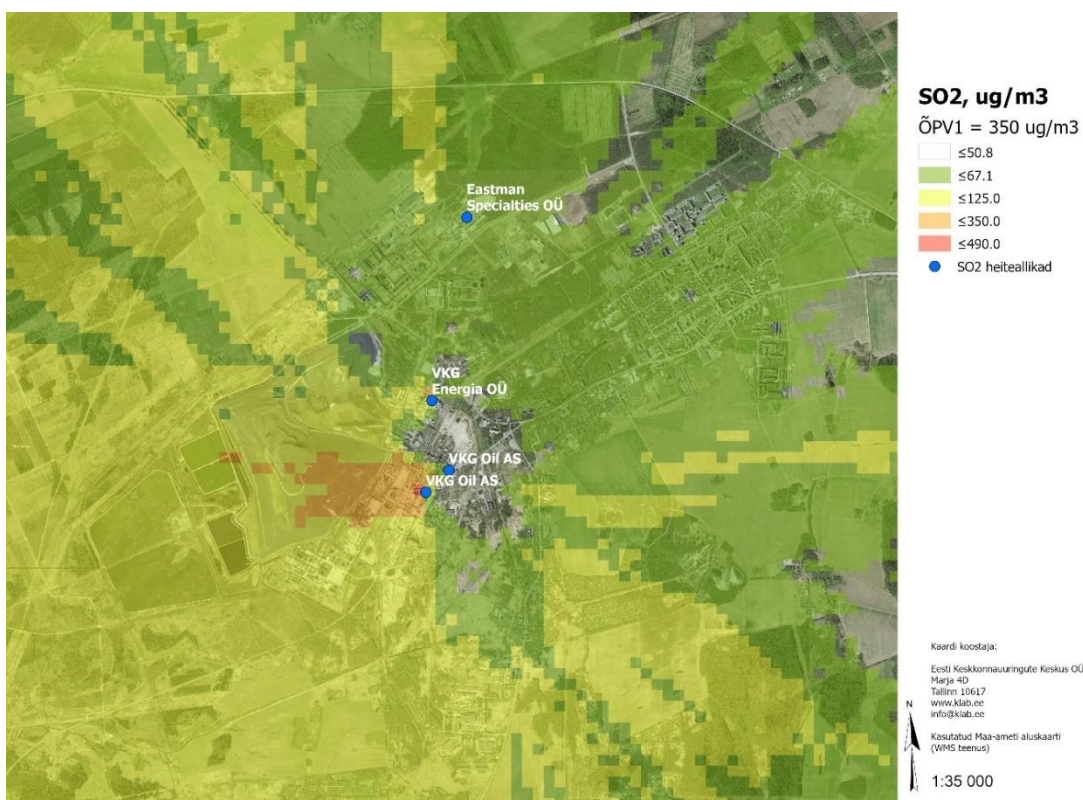 Eastman
Specialties OÜ
VKG
Energia OÜ
VKG Oil AS
VKG Oil AS
SO2, ug/m3
ÕPV1 = 350 ug/m3
≤50.8
≤67.1
≤125.0
≤350.0
≤490.0
SO2 heiteallikad
Kaardi koostaja:
Eesti Keskkonnauuringute Keskus OÜ
Marja 4D
Tallinn 10617
www.klab.ee
info@klab.ee
Kasutatud Maa-ameti aluskaarti
(WMS teenus)
N
1:35 000